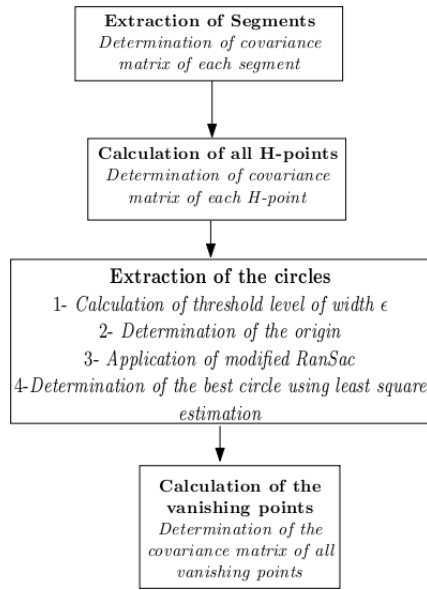 Extraction of Segments
Determination of covariance
matrix of each segment
Calculation of all H-points
Determination of covariance
matrix of each H-point
Extraction of the circles
1- Calculation of threshold level of width ϵ
2- Determination of the origin
3- Application of modified RanSac
4-Determination of the best circle using least square
estimation
Calculation of the
vanishing points
Determination of the
covariance matrix of all
vanishing points